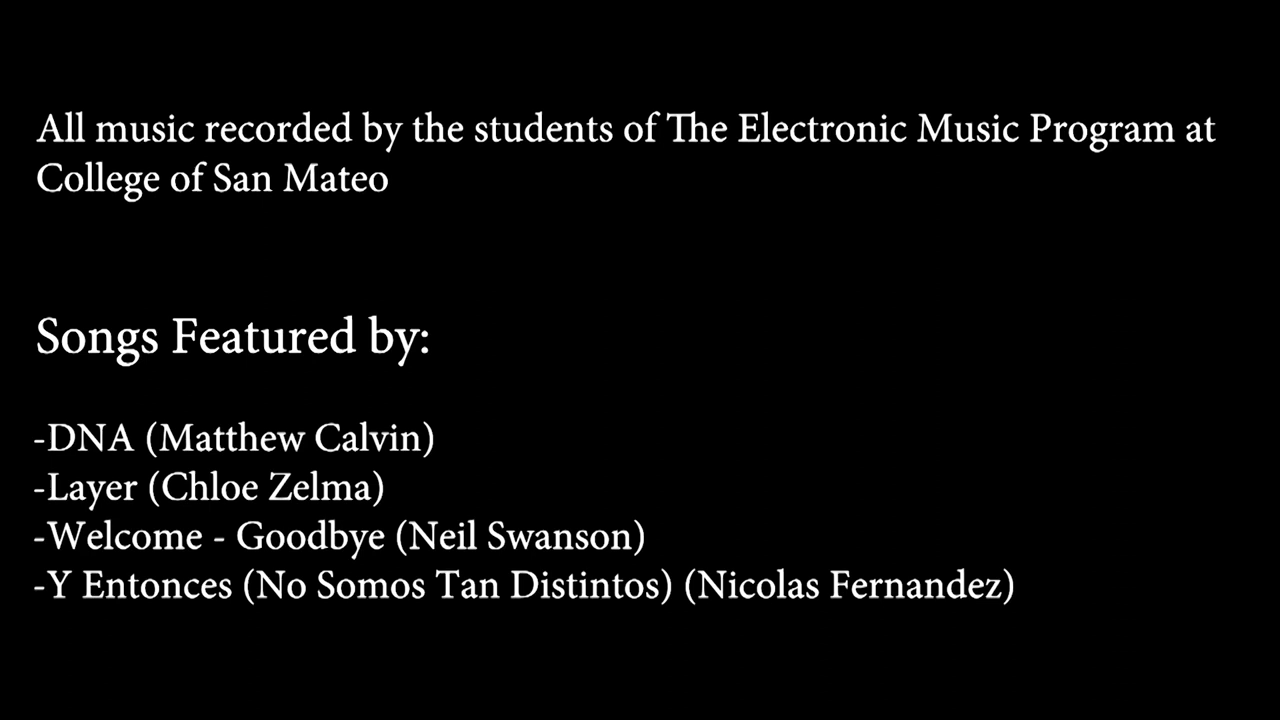 All music recorded by the students of The Electronic Music Program at
College of San Mateo
Songs Featured by:
-DNA (Matthew Calvin)
-Layer (Chloe Zelma)
-Welcome - Goodbye (Neil Swanson)
-Y Entonces (No Somos Tan Distintos) (Nicolas Fernandez)